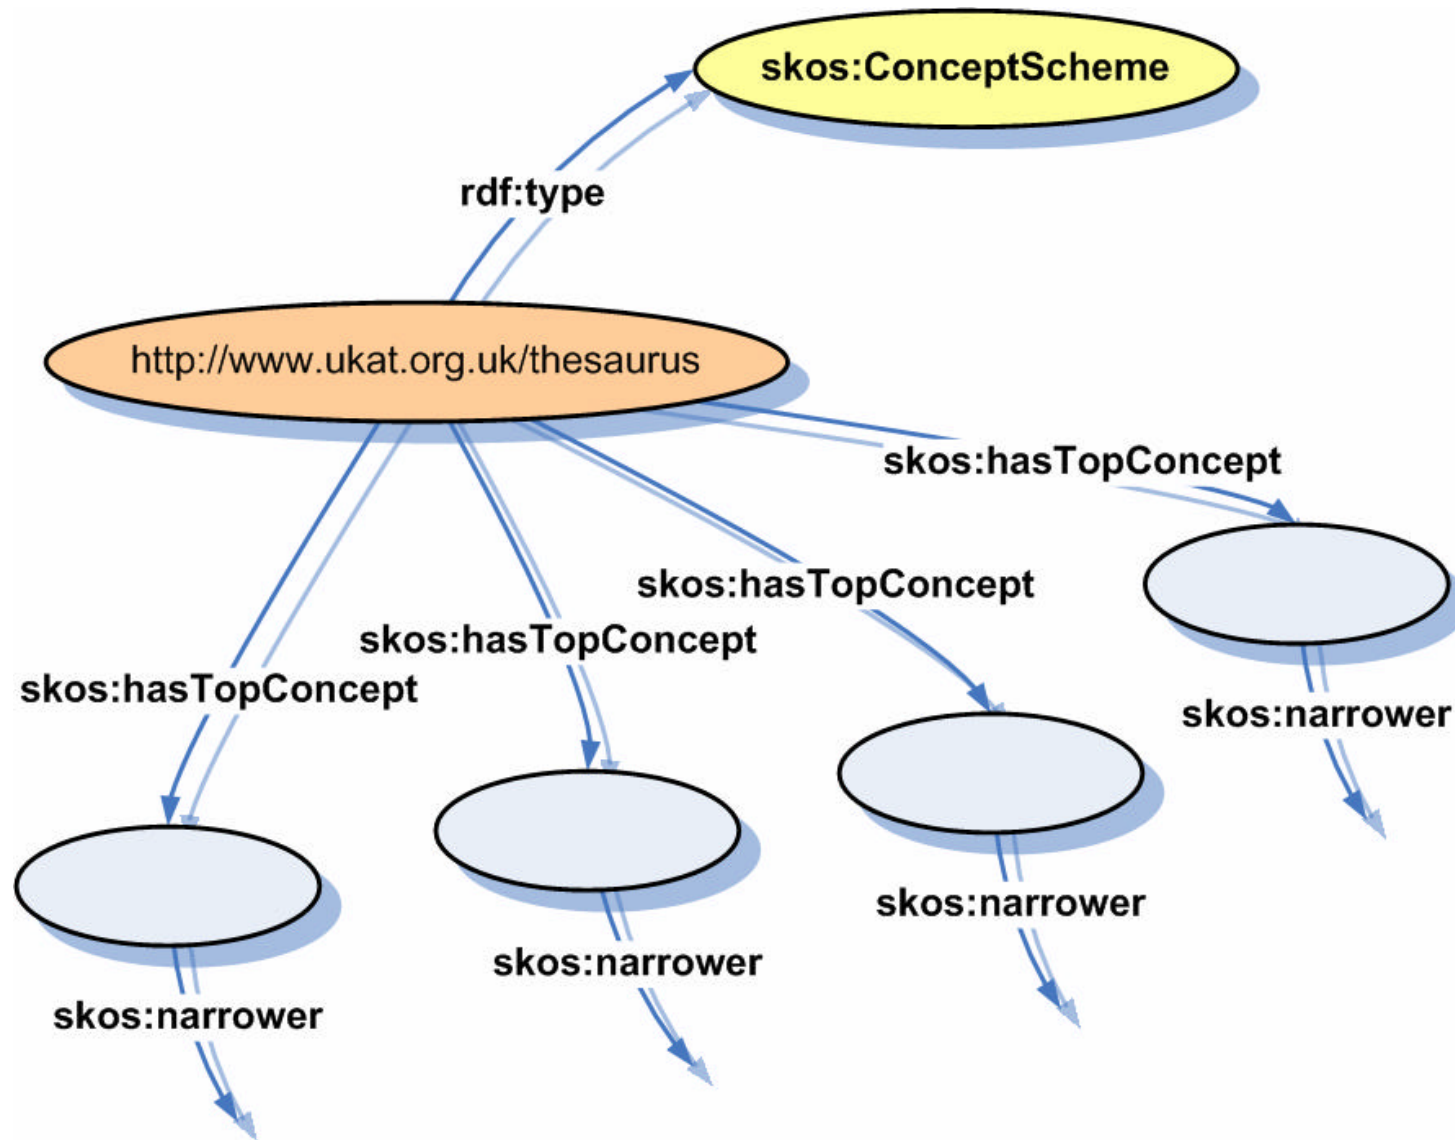 skos:ConceptScheme
rdf:type
http://www.ukat.org.uk/thesaurus
skos:hasTopConcept
skos:hasTopConcept
skos:hasTopConcept
skos:hasTopConcept
skos:narrower
skos:narrower
skos:narrower
skos:narrower